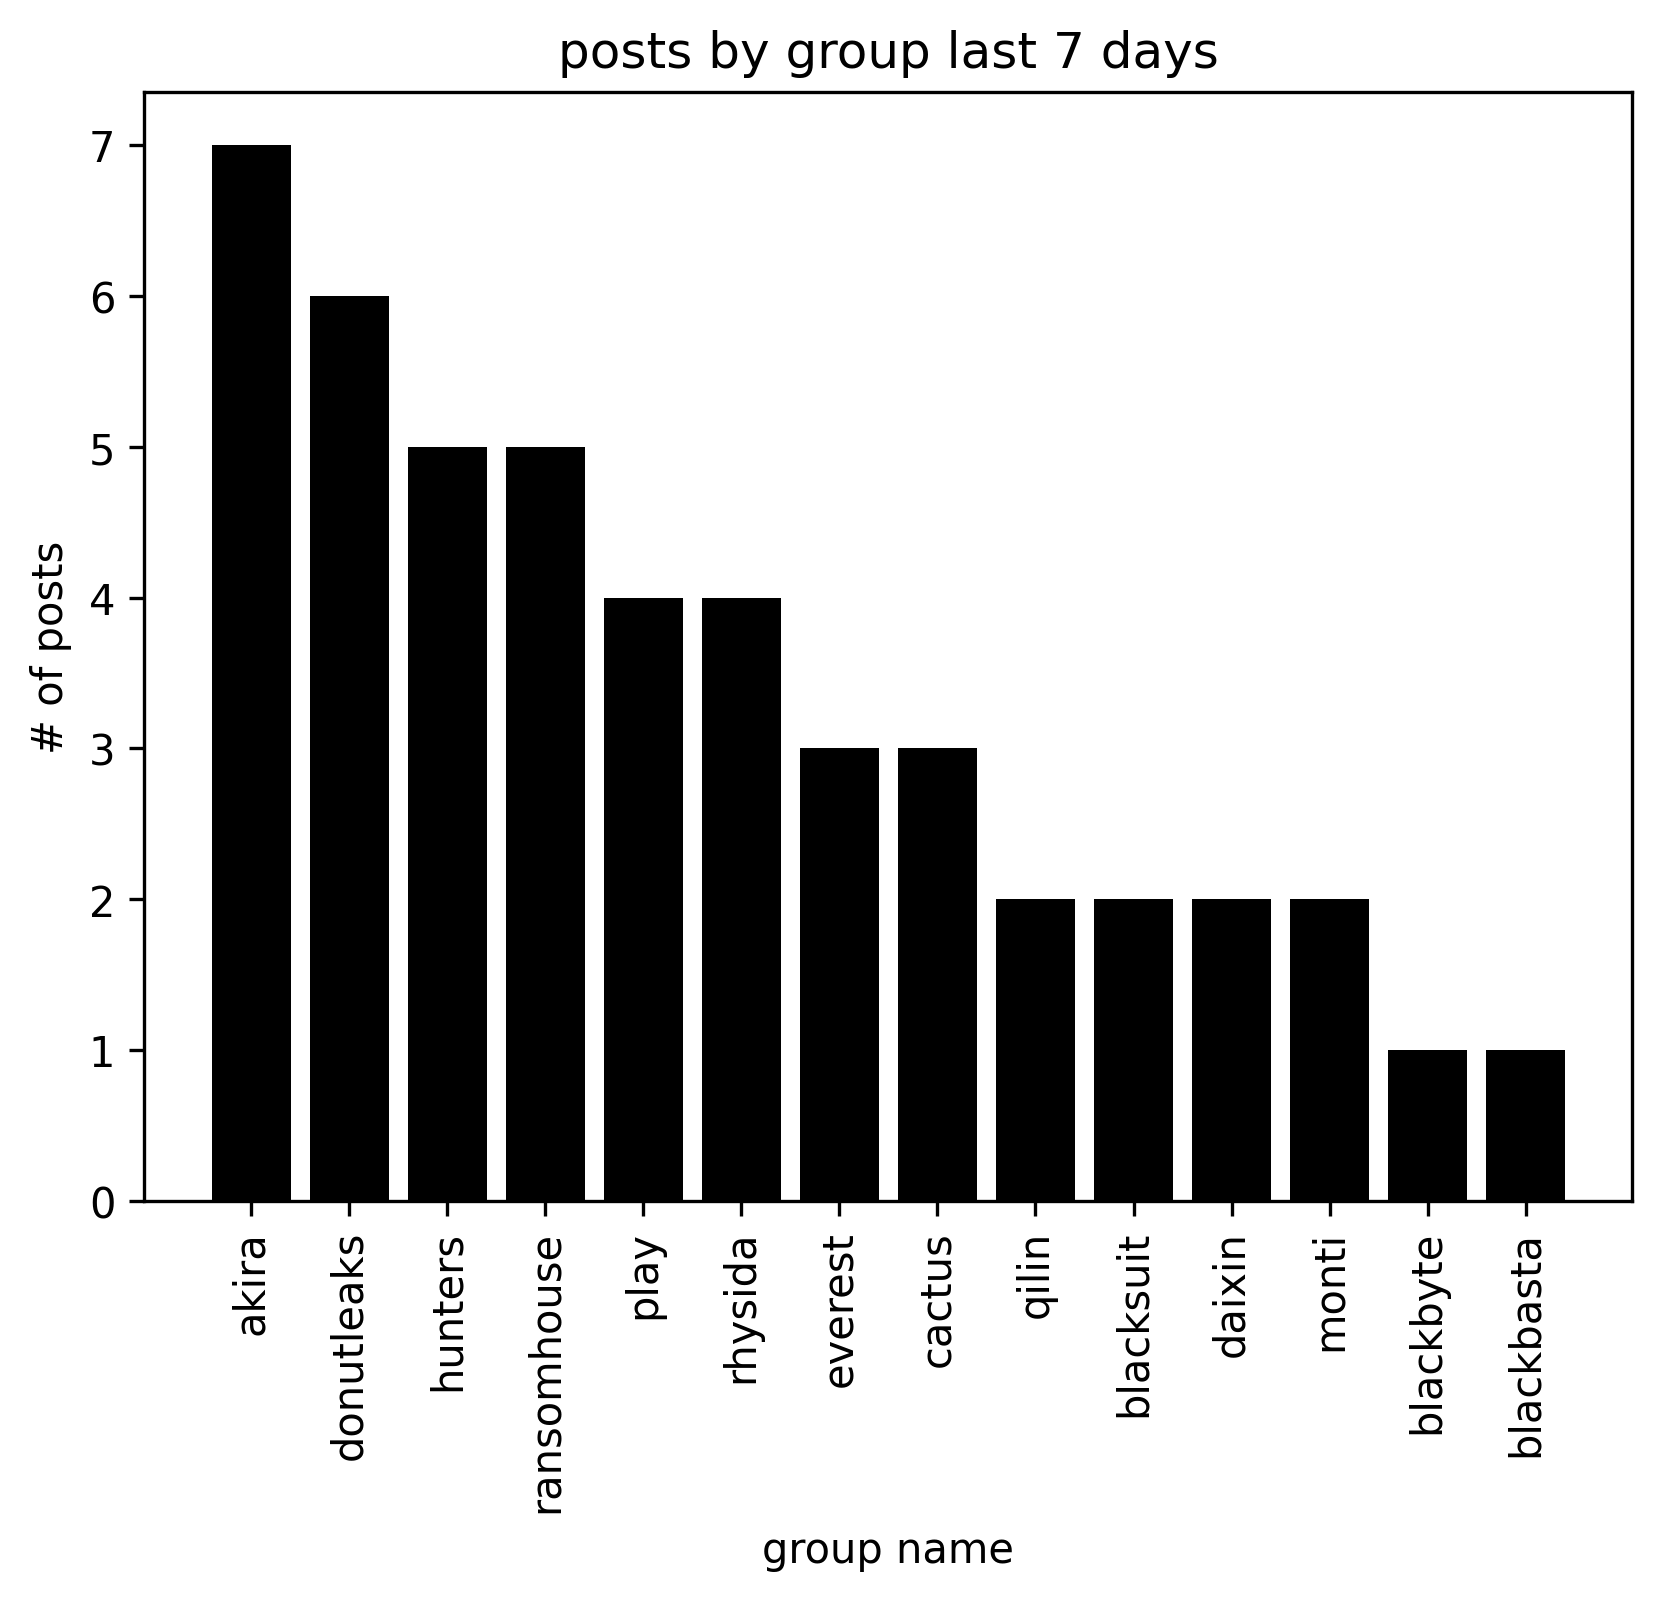 posts by group last 7 days
# of posts
7
6
5
4
3
2
1
0
akira
donutleaks
hunters
ransomhouse
play
rhysida
everest
cactus
qilin
blacksuit
daixin
monti
blackbyte
blackbasta
group name